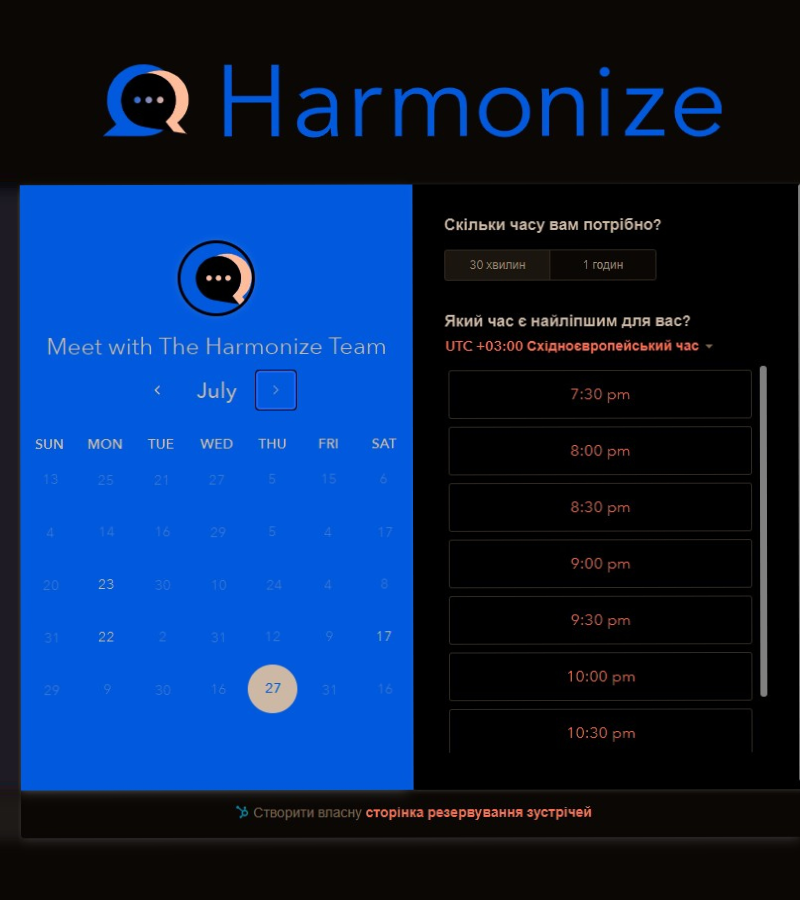 Harmonize
Meet with The Harmonize Team
July
SUN MON TUE WED THU FRI SAT
13 25 21 27 5 15 6
4 14 16 29 5 4 17
20 23 30 10 24 4 8
31 22 2 31 12 9 17
29 9 30 16 27 31 16
Скільки часу вам потрібно?
30 хвилин 1 годин
Який час є найліпшим для вас?
UTC +03:00 Східноєвропейський час
7:30 pm
8:00 pm
8:30 pm
9:00 pm
9:30 pm
10:00 pm
10:30 pm
Створити власну сторінка резервування зустрічей